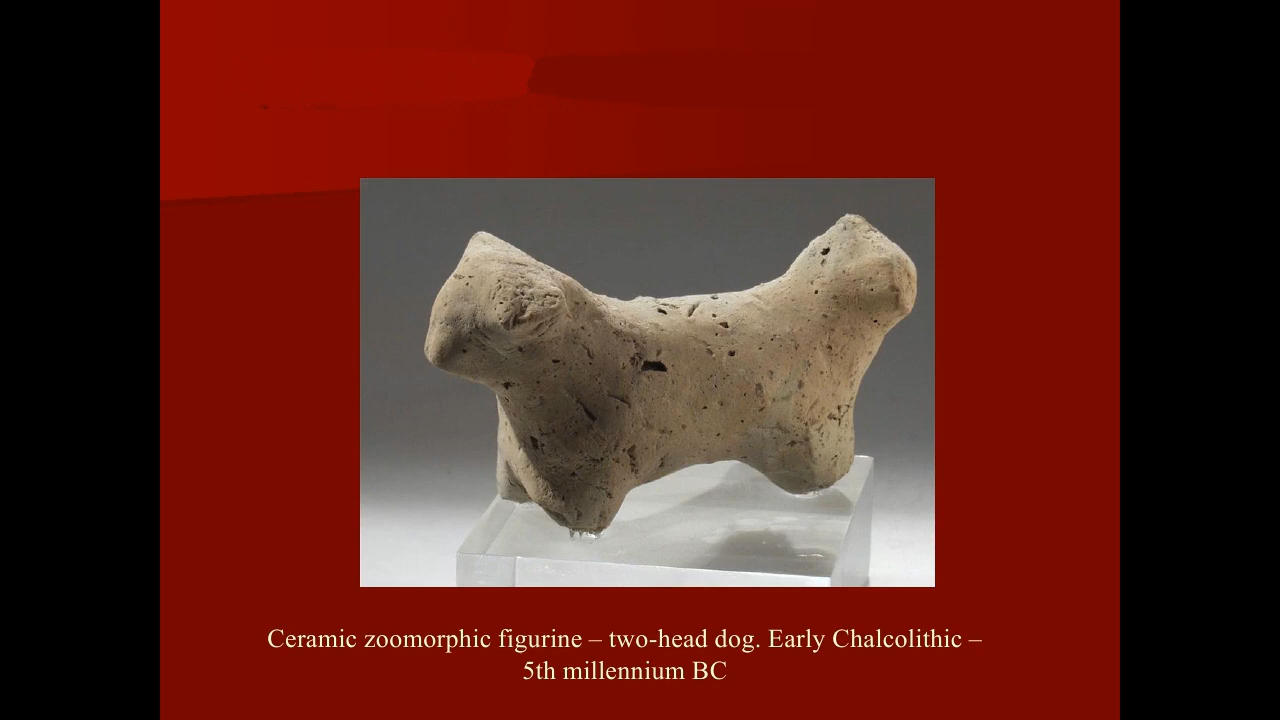 Ceramic zoomorphic figurine – two-head dog. Early Chalcolithic –
5th millennium BC